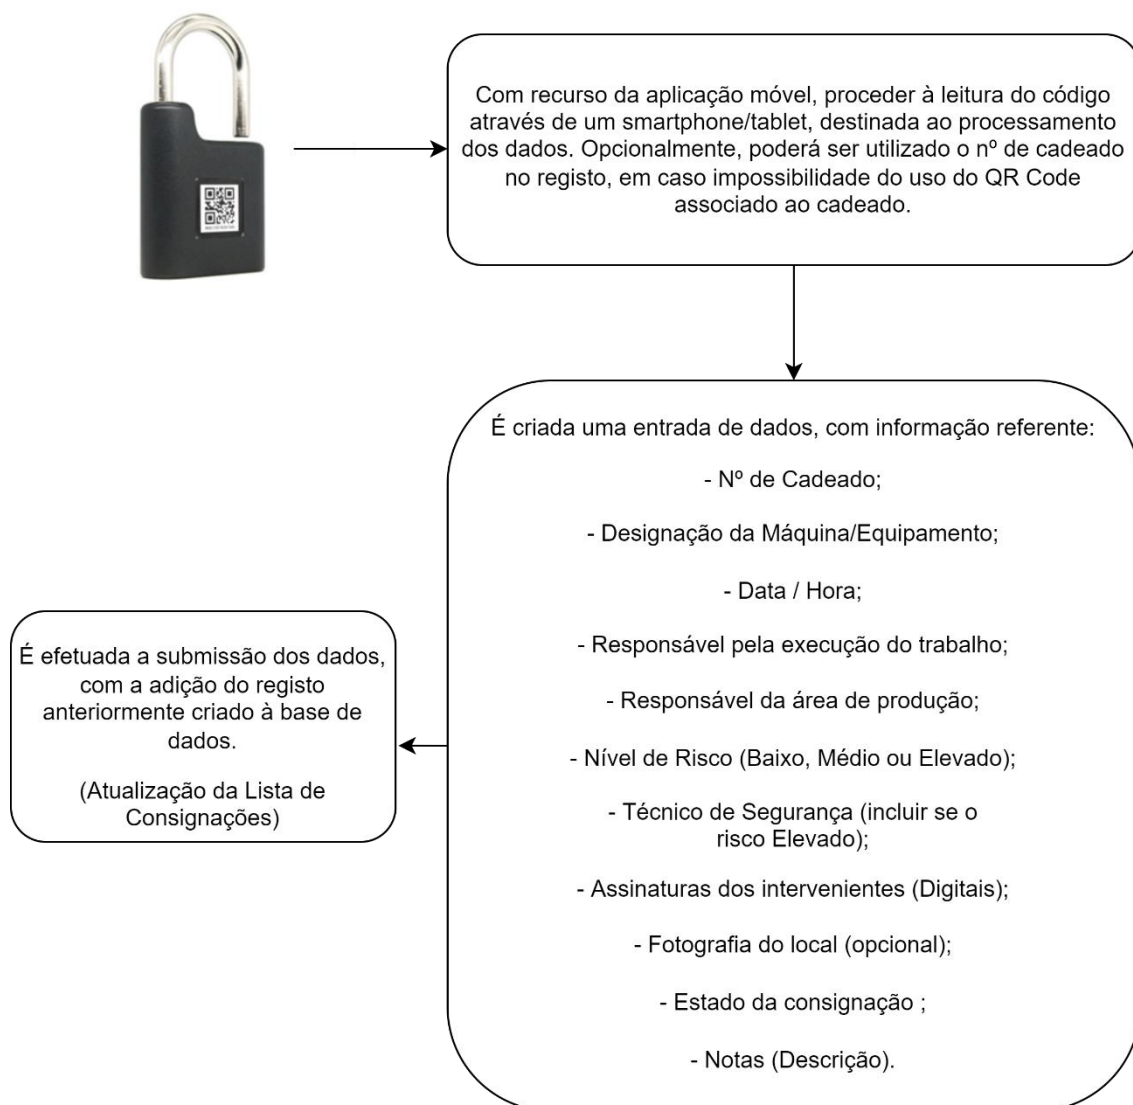 Com recurso da aplicação móvel, proceder à leitura do código
através de um smartphone/tablet, destinada ao processamento
dos dados. Opcionalmente, poderá ser utilizado o nº de cadeado
no registo, em caso impossibilidade do uso do QR Code
associado ao cadeado.
É criada uma entrada de dados, com informação referente:
- Nº de Cadeado;
- Designação da Máquina/Equipamento;
- Data / Hora;
- Responsável pela execução do trabalho;
- Responsável da área de produção;
- Nível de Risco (Baixo, Médio ou Elevado);
- Técnico de Segurança (incluir se o
risco Elevado);
- Assinaturas dos intervenientes (Digitais);
- Fotografia do local (opcional);
- Estado da consignação ;
- Notas (Descrição).
É efetuada a submissão dos dados,
com a adição do registo
anteriormente criado à base de
dados.
(Atualização da Lista de
Consignações)